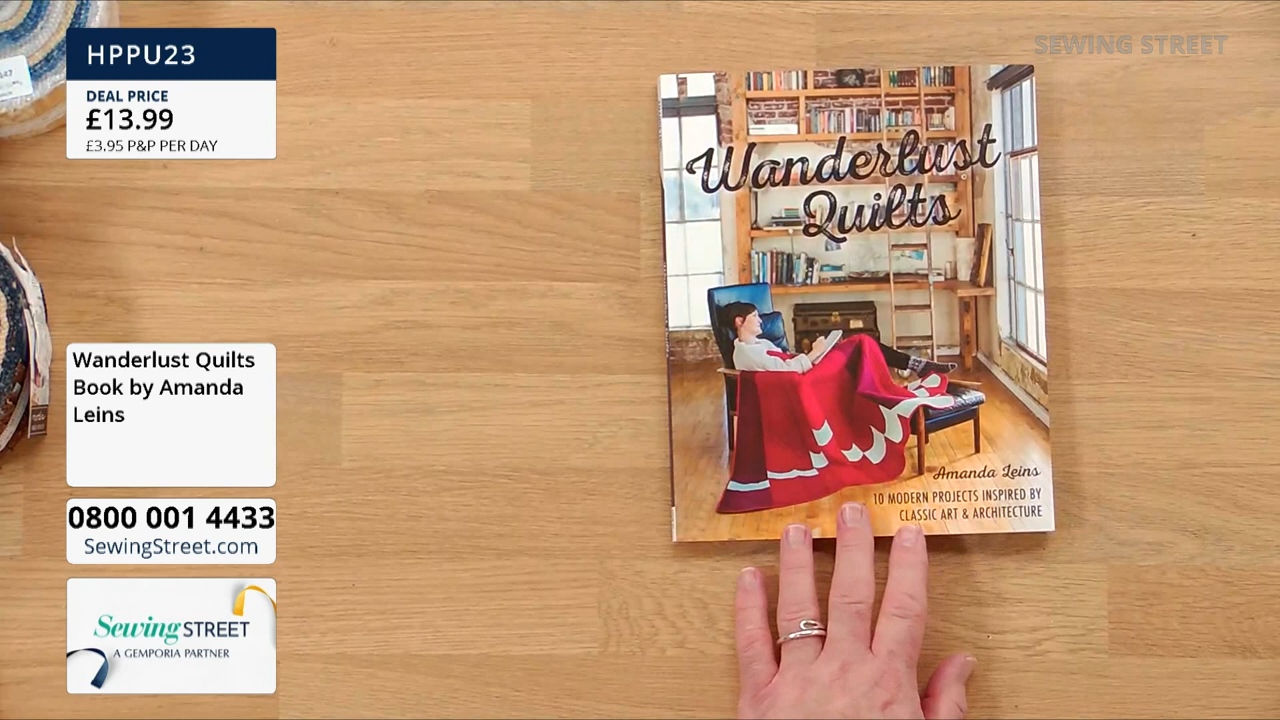 HPPU23
DEAL PRICE
£13.99
£3.95 P&P PER DAY
Wanderlust Quilts
Book by Amanda
Leins
0800 001 4433
SewingStreet.com
Sewing STREET
A GEMPORIA PARTNER
SEWING STREET
Wanderlust
Quilts
Amanda Leins
10 MODERN PROJECTS INSPIRED BY
CLASSIC ART & ARCHITECTURE